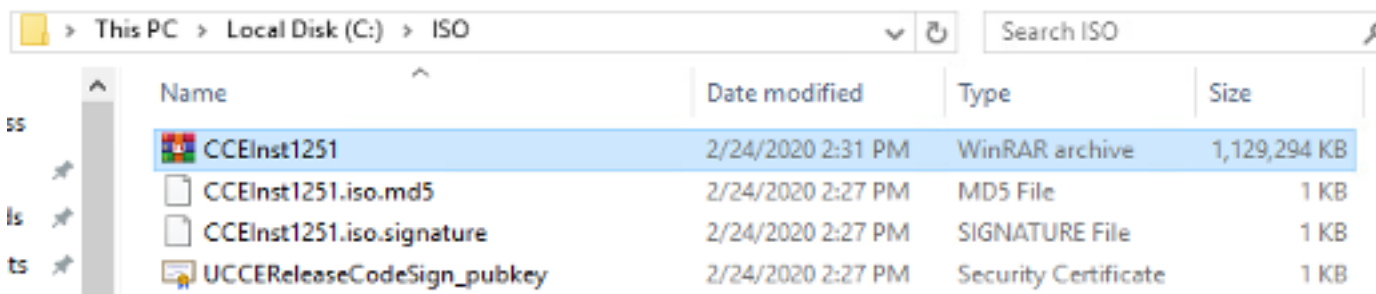 This PC > Local Disk (C:) > ISO Search ISO
Name Date modified Type Size
ss
CCEInst1251 2/24/2020 2:31 PM WinRAR archive 1,129,294 KB
CCEInst1251.iso.md5 2/24/2020 2:27 PM MD5 File 1 KB
ds
CCEInst1251.iso.signature 2/24/2020 2:27 PM SIGNATURE File 1 KB
ts UCCEReleaseCodeSign_pubkey 2/24/2020 2:27 PM Security Certificate 1 KB